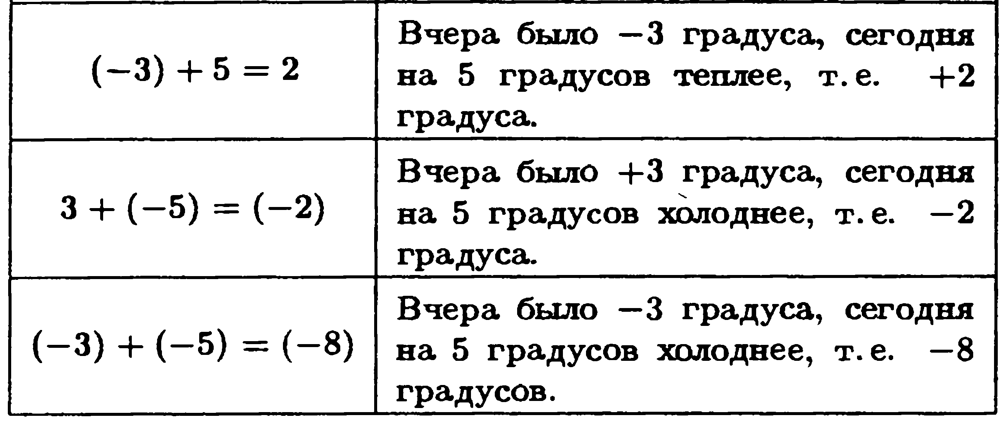 (−3) + 5 = 2
Вчера было −3 градуса, сегодня
на 5 градусов теплее, т. е. +2
градуса.
3 + (−5) = (−2)
Вчера было +3 градуса, сегодня
на 5 градусов холоднее, т. е. −2
градуса.
(−3) + (−5) = (−8)
Вчера было −3 градуса, сегодня
на 5 градусов холоднее, т. е. −8
градусов.